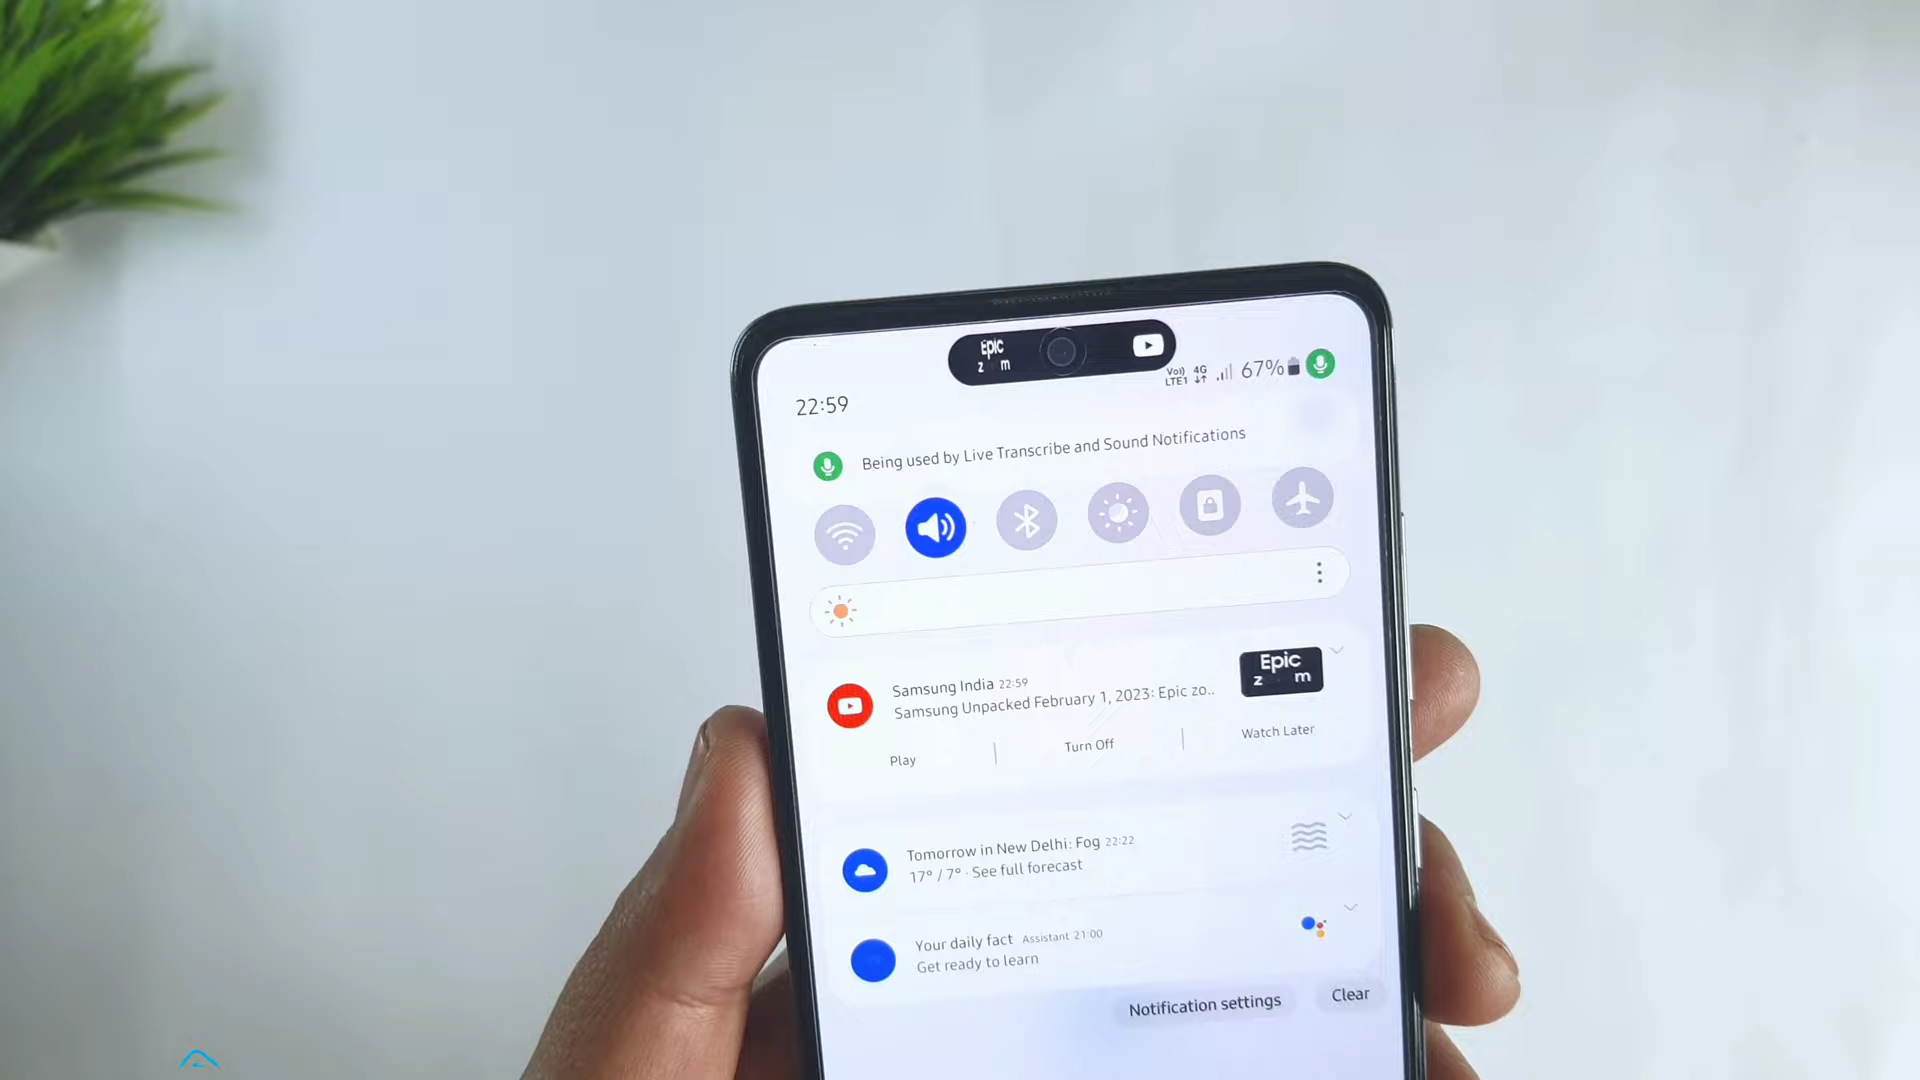 Epic
z m
Vo))
LTE1
4G
67%
22:59
Being used by Live Transcribe and Sound Notifications
Samsung India 22:59
Samsung Unpacked February 1, 2023: Epic zo..
Epic
z m
Play
Turn Off
Watch Later
Tomorrow in New Delhi: Fog 22:22
17° / 7° · See full forecast
Your daily fact Assistant 21:00
Get ready to learn
Notification settings
Clear